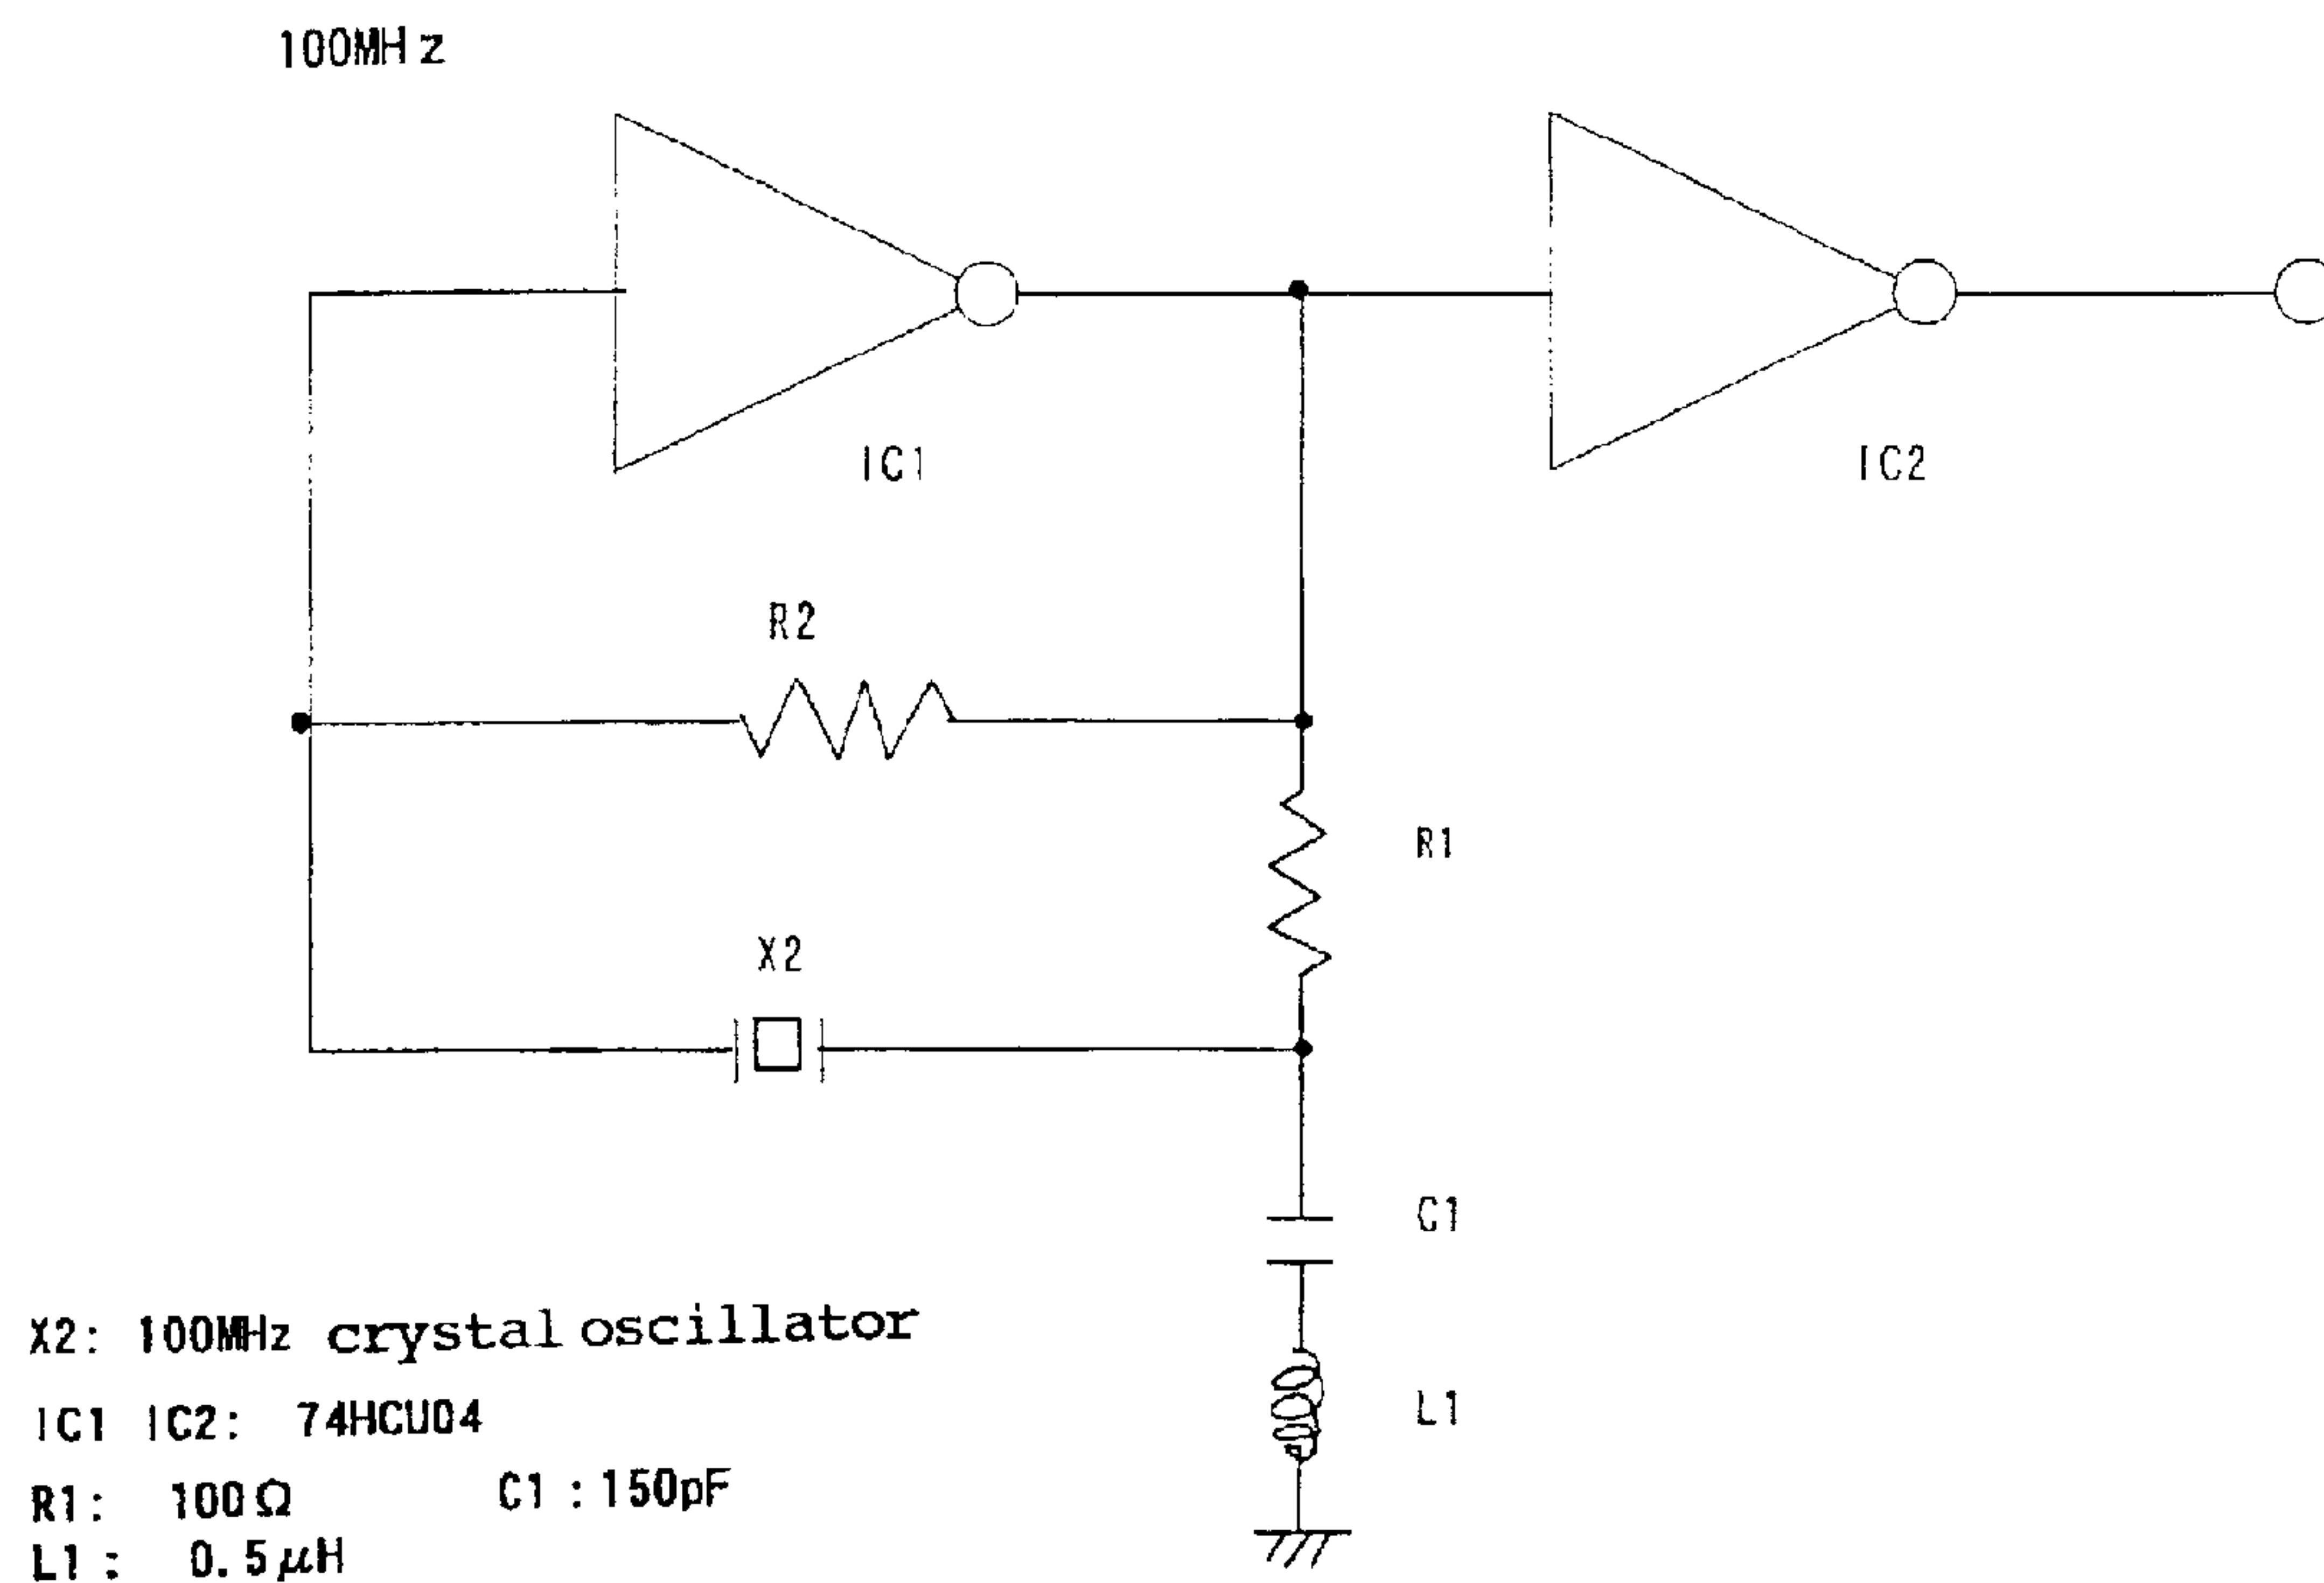 100MHz
IC1
IC2
R2
R1
X2
C1
X2: 100MHz crystal oscillator
L1
IC1 IC2: 74HCU04
R1: 100Ω C1:150pF
L1: 0.5μH